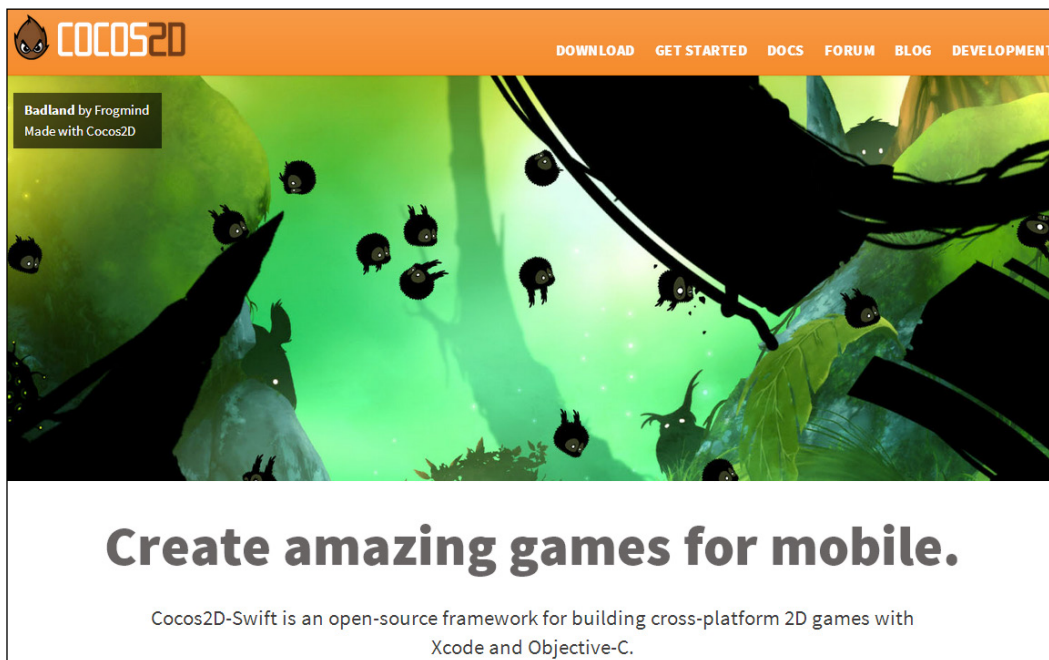 COCOS2D
DOWNLOAD GET STARTED DOCS FORUM BLOG DEVELOPMENT
Badland by Frogmind
Made with Cocos2D
Create amazing games for mobile.
Cocos2D-Swift is an open-source framework for building cross-platform 2D games with
Xcode and Objective-C.